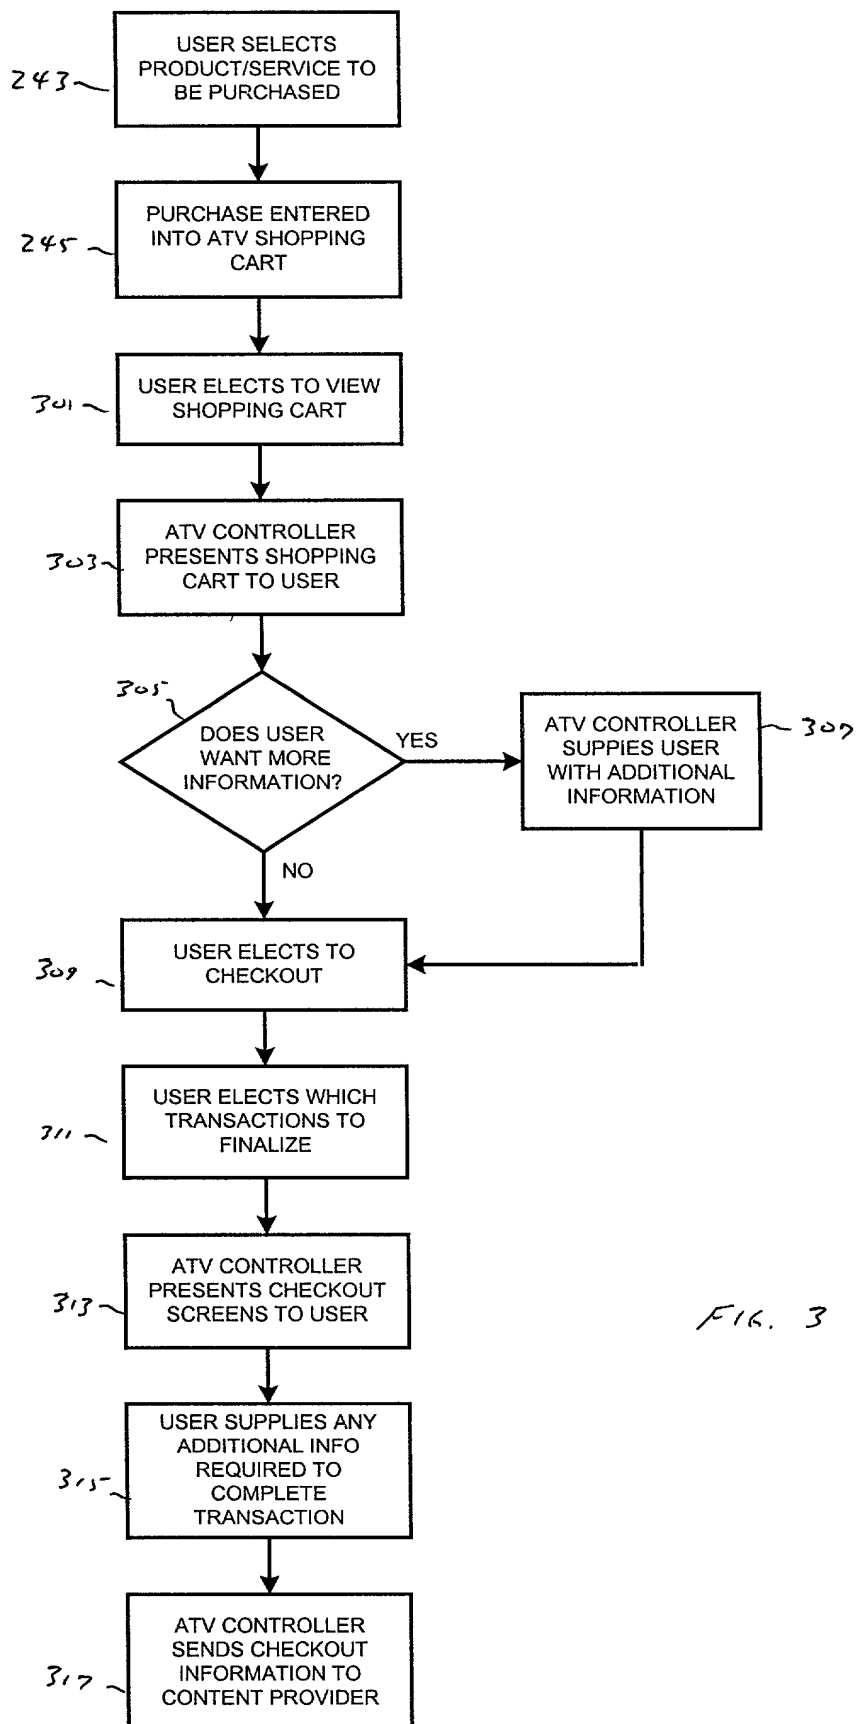 USER SELECTS
PRODUCT/SERVICE TO
BE PURCHASED
243
PURCHASE ENTERED
INTO ATV SHOPPING
CART
245
USER ELECTS TO VIEW
SHOPPING CART
301
ATV CONTROLLER
PRESENTS SHOPPING
CART TO USER
303
305
DOES USER
WANT MORE
INFORMATION?
YES
ATV CONTROLLER
SUPPIES USER
WITH ADDITIONAL
INFORMATION
307
NO
USER ELECTS TO
CHECKOUT
309
USER ELECTS WHICH
TRANSACTIONS TO
FINALIZE
311
ATV CONTROLLER
PRESENTS CHECKOUT
SCREENS TO USER
313
FIG. 3
USER SUPPLIES ANY
ADDITIONAL INFO
REQUIRED TO
COMPLETE
TRANSACTION
315
ATV CONTROLLER
SENDS CHECKOUT
INFORMATION TO
CONTENT PROVIDER
317